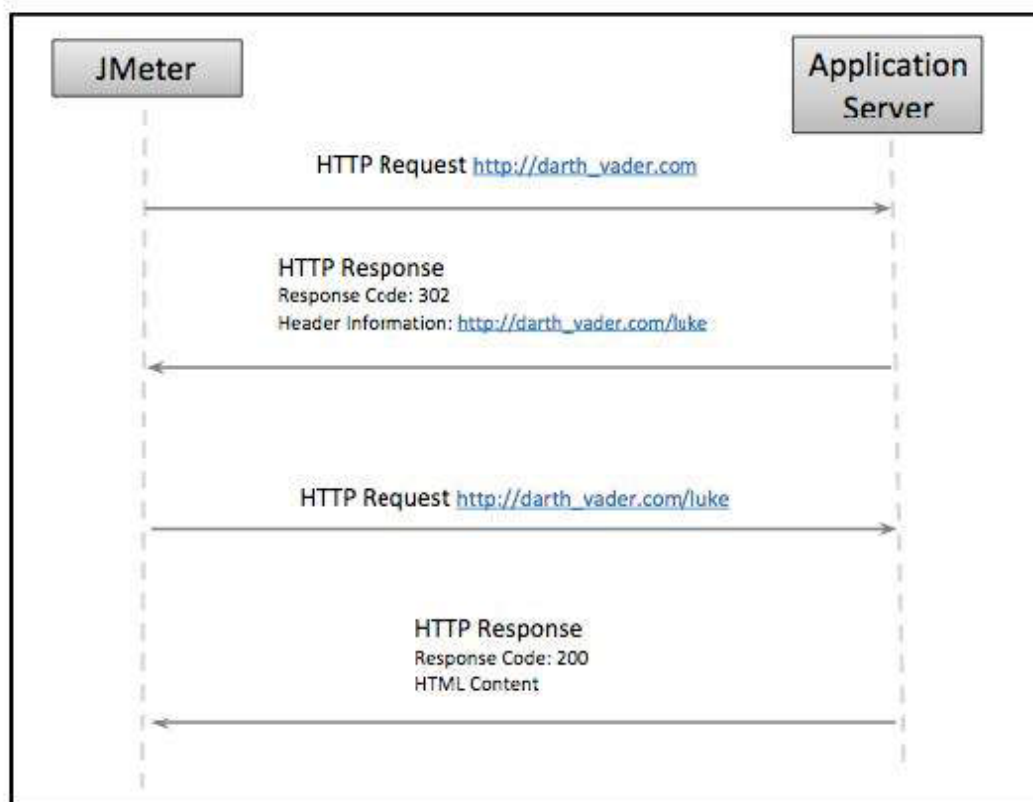 JMeter
Application
Server
HTTP Request http://darth_vader.com
HTTP Response
Response Code: 302
Header Information: http://darth_vader.com/luke
HTTP Request http://darth_vader.com/luke
HTTP Response
Response Code: 200
HTML Content